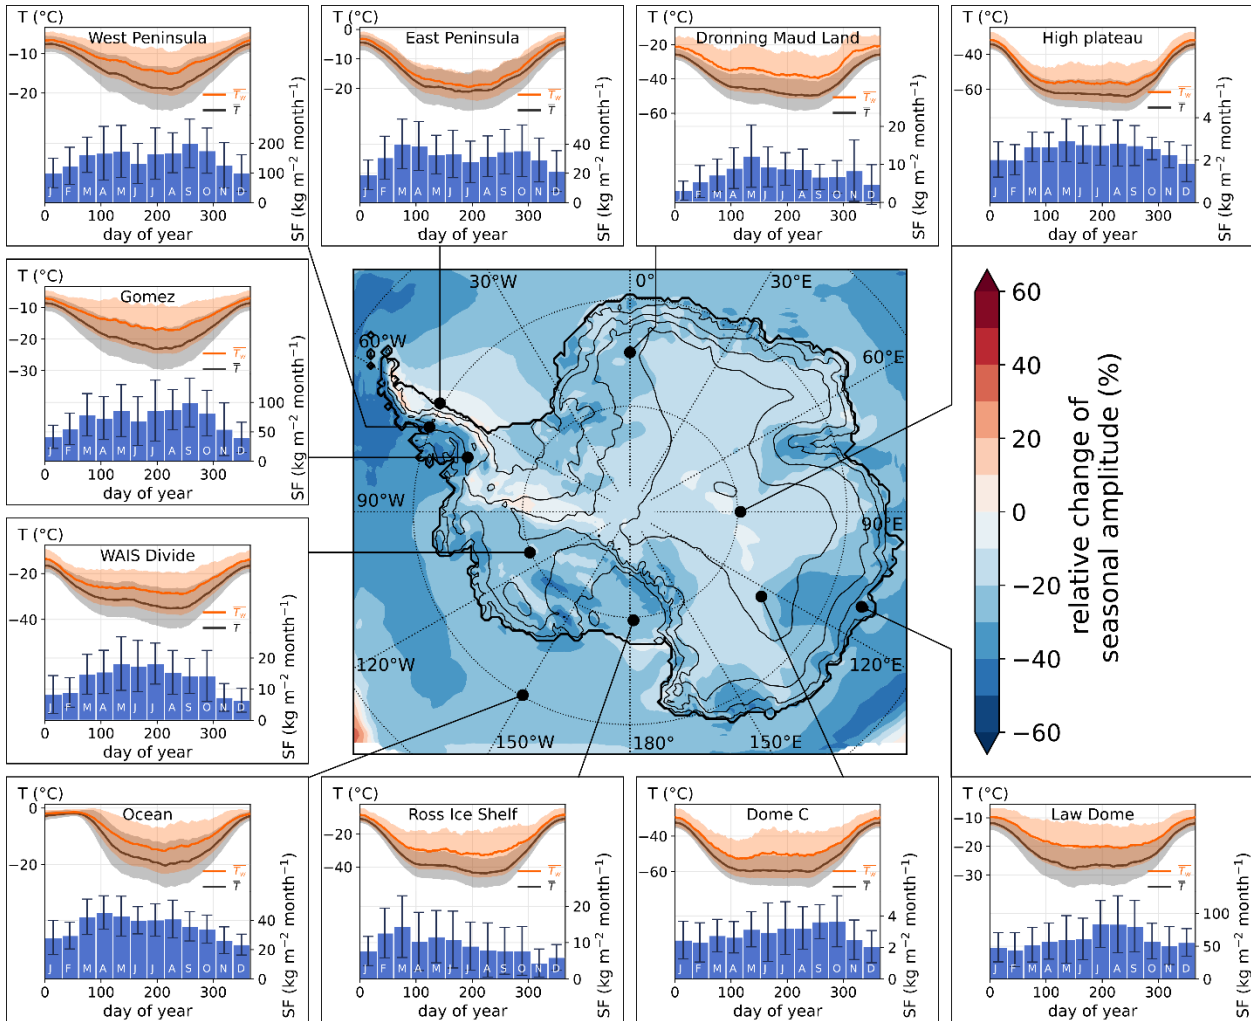 T (°C)
West Peninsula
−10
−20
T̅w̅
T̅
200
100
0
J F M A M J J A S O N D
0 100 200 300
day of year
SF (kg m⁻² month⁻¹)
T (°C)
East Peninsula
0
−10
−20
T̅w̅
T̅
40
20
0
J F M A M J J A S O N D
0 100 200 300
day of year
SF (kg m⁻² month⁻¹)
T (°C)
Dronning Maud Land
−20
−40
−60
T̅w̅
T̅
20
10
0
J F M A M J J A S O N D
0 100 200 300
day of year
SF (kg m⁻² month⁻¹)
T (°C)
High plateau
−40
−60
T̅w̅
T̅
4
2
0
J F M A M J J A S O N D
0 100 200 300
day of year
SF (kg m⁻² month⁻¹)
T (°C)
Gomez
−10
−20
−30
T̅w̅
T̅
100
50
0
J F M A M J J A S O N D
0 100 200 300
day of year
SF (kg m⁻² month⁻¹)
30°W
0°
30°E
60°W
60°E
90°W
90°E
120°W
120°E
150°W
180°
150°E
60
40
20
0
−20
−40
−60
relative change of
seasonal amplitude (%)
T (°C)
WAIS Divide
−20
−40
T̅w̅
T̅
20
10
0
J F M A M J J A S O N D
0 100 200 300
day of year
SF (kg m⁻² month⁻¹)
T (°C)
Ocean
0
−20
T̅w̅
T̅
40
20
0
J F M A M J J A S O N D
0 100 200 300
day of year
SF (kg m⁻² month⁻¹)
T (°C)
Ross Ice Shelf
−20
−40
T̅w̅
T̅
20
10
0
J F M A M J J A S O N D
0 100 200 300
day of year
SF (kg m⁻² month⁻¹)
T (°C)
Dome C
−40
−60
T̅w̅
T̅
4
2
0
J F M A M J J A S O N D
0 100 200 300
day of year
SF (kg m⁻² month⁻¹)
T (°C)
Law Dome
−10
−20
−30
T̅w̅
T̅
100
50
0
J F M A M J J A S O N D
0 100 200 300
day of year
SF (kg m⁻² month⁻¹)